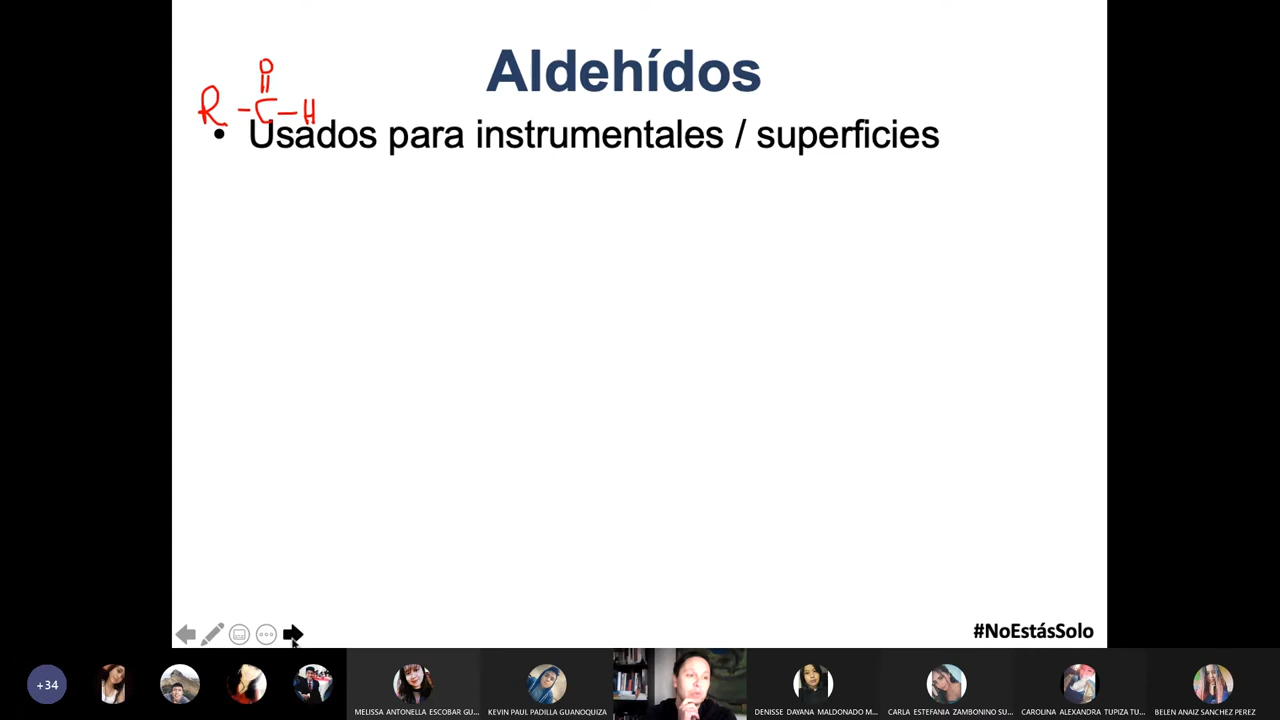 Aldehídos
O
||
R - C - H
• Usados para instrumentales / superficies
#NoEstásSolo
+34
MELISSA ANTONELLA ESCOBAR GU...
KEVIN PAUL PADILLA GUANOQUIZA
DENISSE DAYANA MALDONADO M...
CARLA ESTEFANIA ZAMBONINO SU...
CAROLINA ALEXANDRA TUPIZA TU...
BELEN ANAIZ SANCHEZ PEREZ